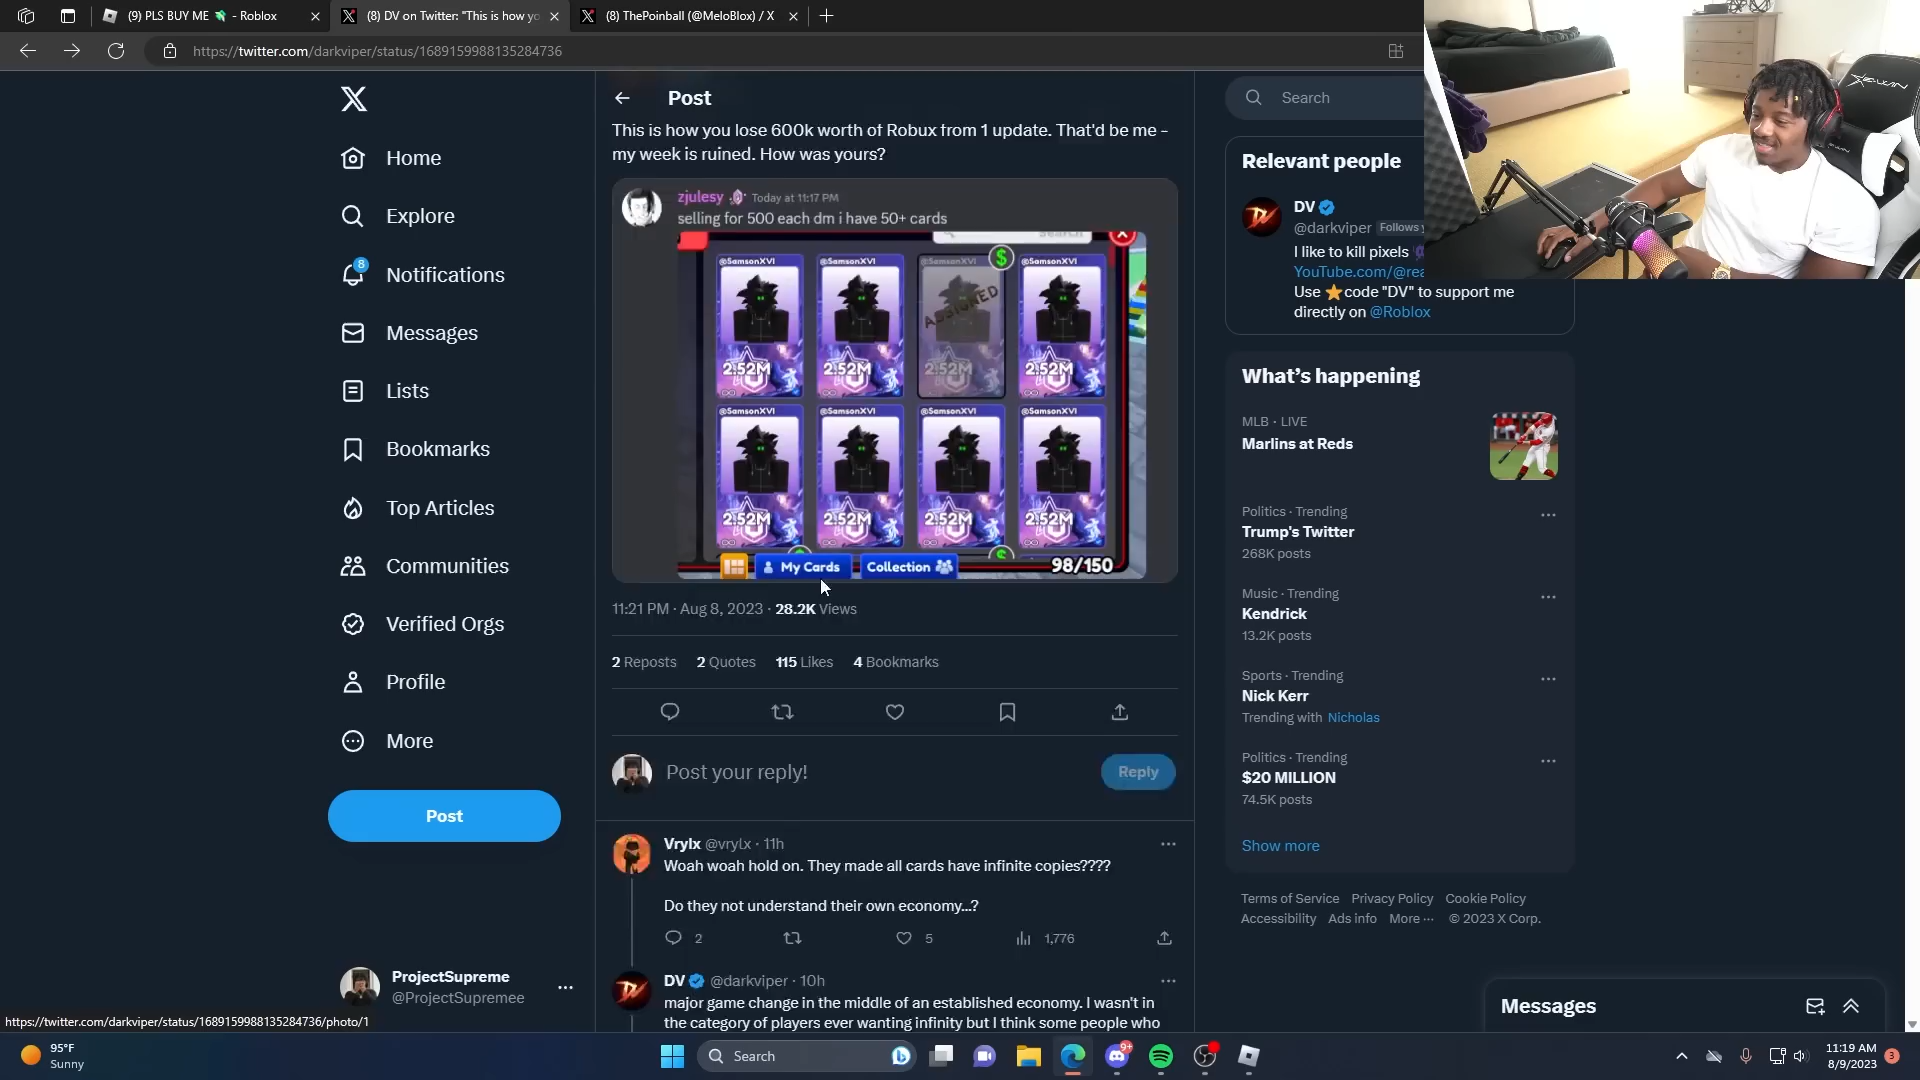 (9) PLS BUY ME - Roblox
(8) DV on Twitter: "This is how yo
(8) ThePoinball (@MeloBlox) / X
https://twitter.com/darkviper/status/1689159988135284736
Home
Explore
8
Notifications
Messages
Lists
Bookmarks
Top Articles
Communities
Verified Orgs
Profile
More
Post
ProjectSupreme
@ProjectSupremee
https://twitter.com/darkviper/status/1689159988135284736/photo/1
Post
This is how you lose 600k worth of Robux from 1 update. That'd be me -
my week is ruined. How was yours?
zjulesy Today at 11:17 PM
selling for 500 each dm i have 50+ cards
Search
@SamsonXVI @SamsonXVI @SamsonXVI @SamsonXVI
ASSIGNED
2.52M 2.52M 2.52M 2.52M
@SamsonXVI @SamsonXVI @SamsonXVI @SamsonXVI
2.52M 2.52M 2.52M 2.52M
My Cards Collection 98/150
11:21 PM · Aug 8, 2023 · 28.2K Views
2 Reposts 2 Quotes 115 Likes 4 Bookmarks
Post your reply!
Reply
Vrylx @vrylx · 11h
Woah woah hold on. They made all cards have infinite copies????
Do they not understand their own economy...?
2 5 1,776
DV @darkviper · 10h
major game change in the middle of an established economy. I wasn't in
the category of players ever wanting infinity but I think some people who
Search
Relevant people
DV
@darkviper Follows
I like to kill pixels
YouTube.com/@rea
Use code "DV" to support me
directly on @Roblox
What's happening
MLB · LIVE
Marlins at Reds
Politics · Trending
Trump's Twitter
268K posts
Music · Trending
Kendrick
13.2K posts
Sports · Trending
Nick Kerr
Trending with Nicholas
Politics · Trending
$20 MILLION
74.5K posts
Show more
Terms of Service Privacy Policy Cookie Policy
Accessibility Ads info More ··· © 2023 X Corp.
Messages
95°F
Sunny
Search
9+
11:19 AM
8/9/2023
3